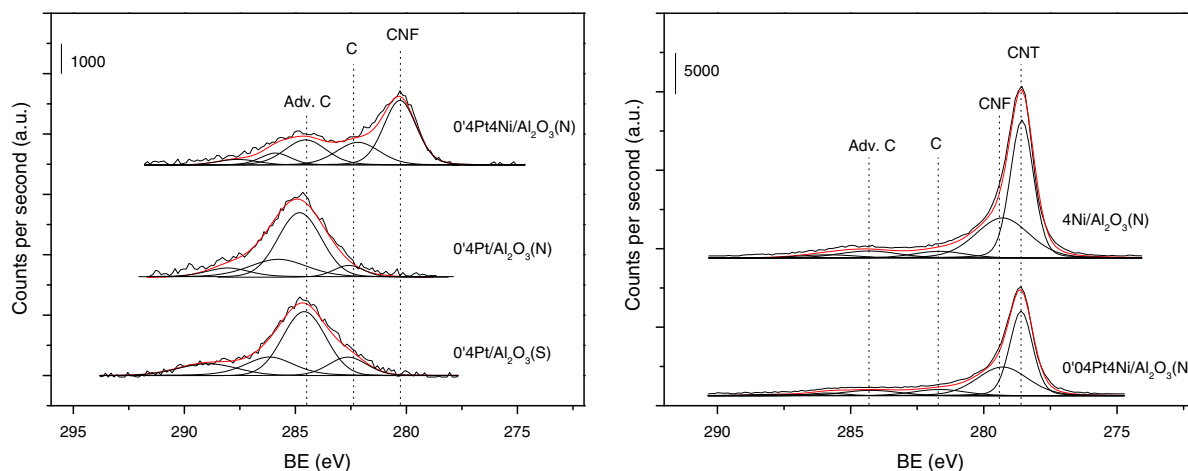 1000
C
CNF
Adv. C
0'4Pt4Ni/Al₂O₃(N)
0'4Pt/Al₂O₃(N)
0'4Pt/Al₂O₃(S)
Counts per second (a.u.)
295 290 285 280 275
BE (eV)
5000
CNT
CNF
Adv. C
C
4Ni/Al₂O₃(N)
0'04Pt4Ni/Al₂O₃(N
Counts per second (a.u.)
290 285 280 275
BE (eV)